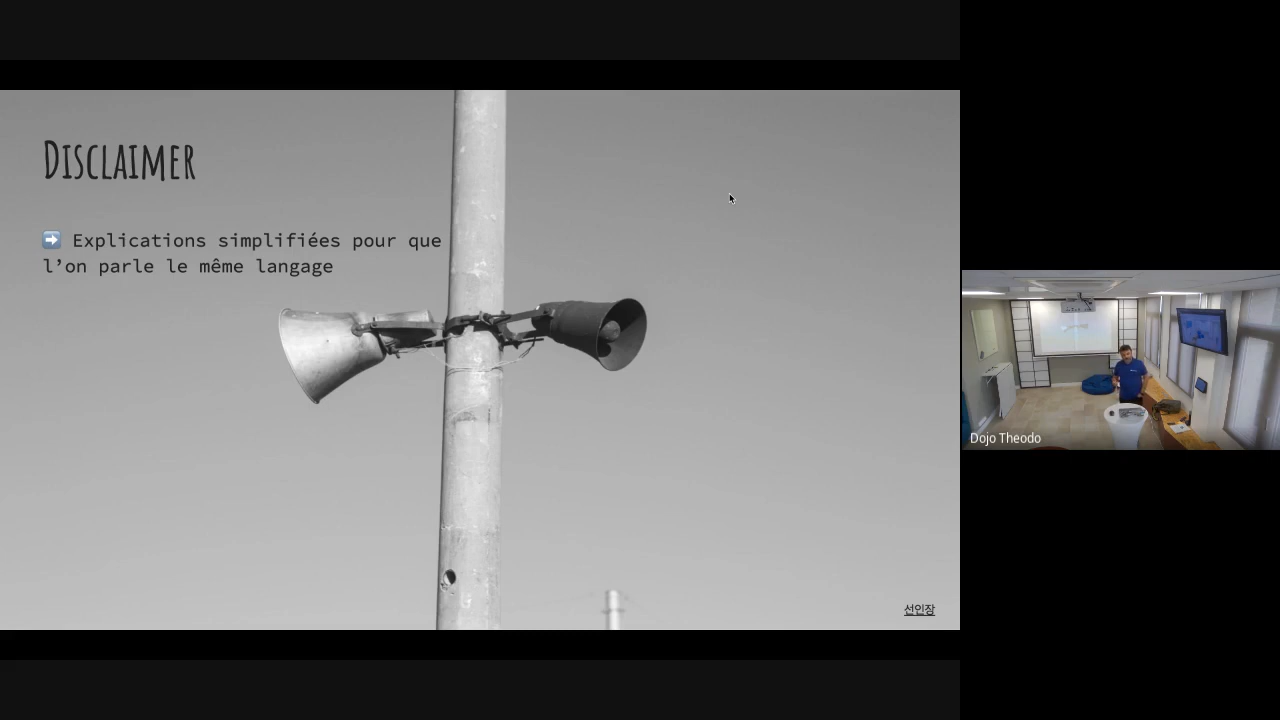 Disclaimer
➡️ Explications simplifiées pour que
l’on parle le même langage
선인장
Dojo Theodo